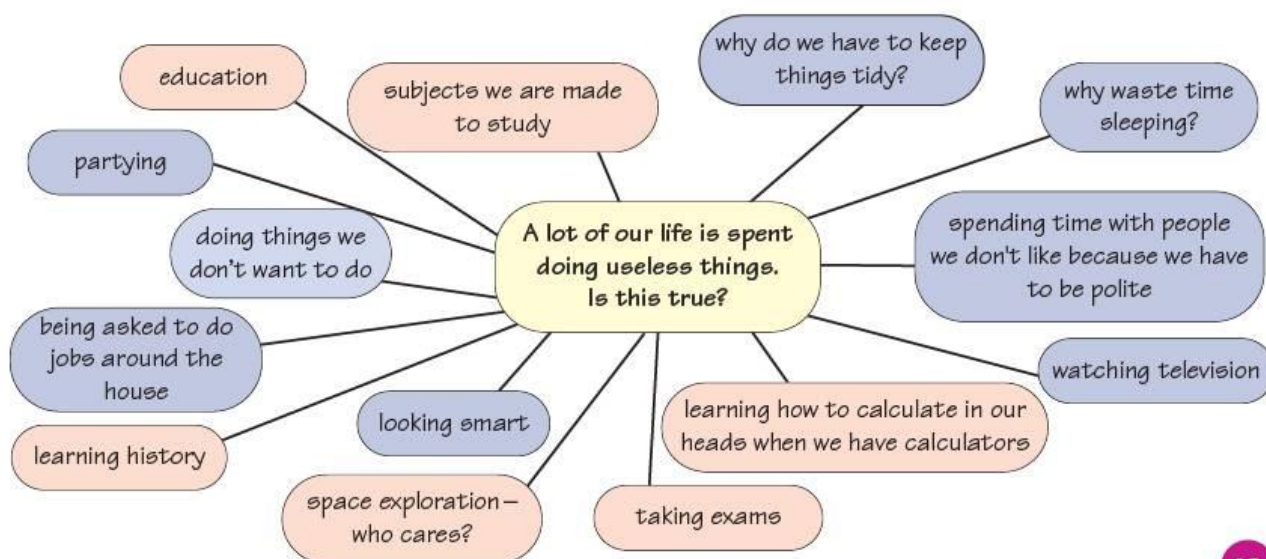 education
subjects we are made
to study
why do we have to keep
things tidy?
why waste time
sleeping?
partying
doing things we
don't want to do
A lot of our life is spent
doing useless things.
Is this true?
spending time with people
we don't like because we have
to be polite
being asked to do
jobs around the
house
watching television
looking smart
learning how to calculate in our
heads when we have calculators
learning history
space exploration –
who cares?
taking exams